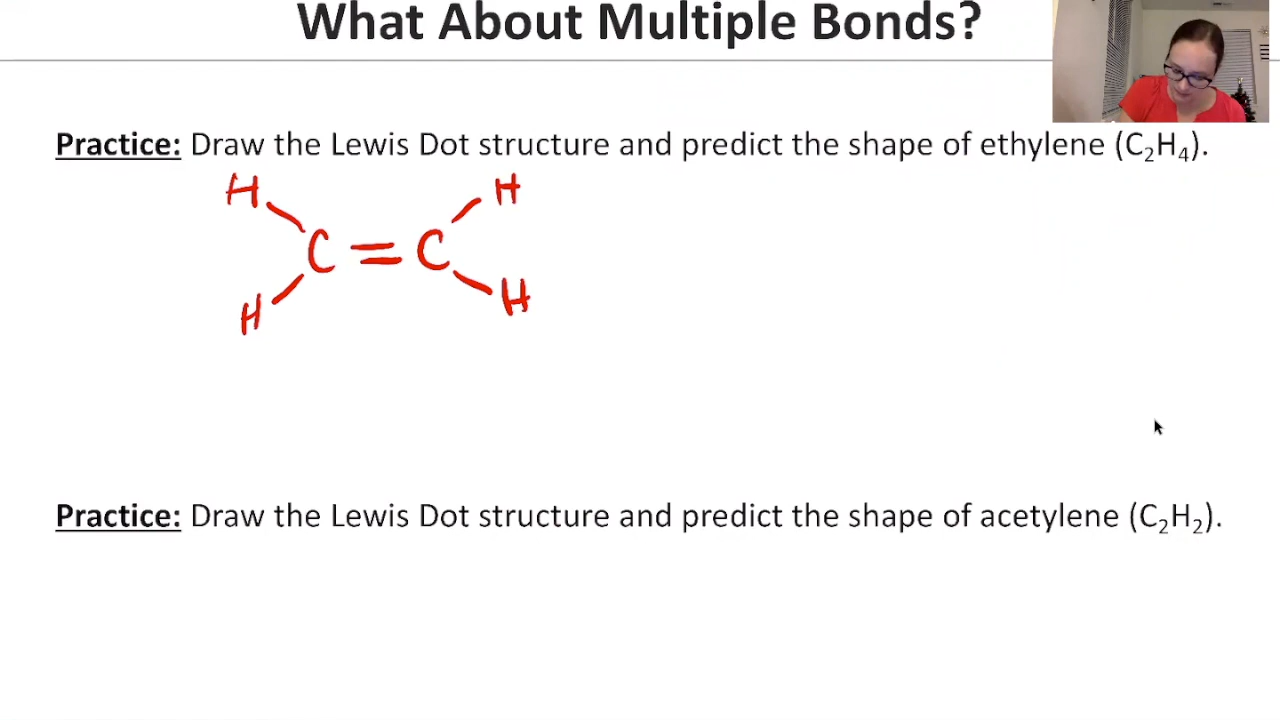 What About Multiple Bonds?
Practice: Draw the Lewis Dot structure and predict the shape of ethylene (C₂H₄).
H H
C = C
H H
Practice: Draw the Lewis Dot structure and predict the shape of acetylene (C₂H₂).